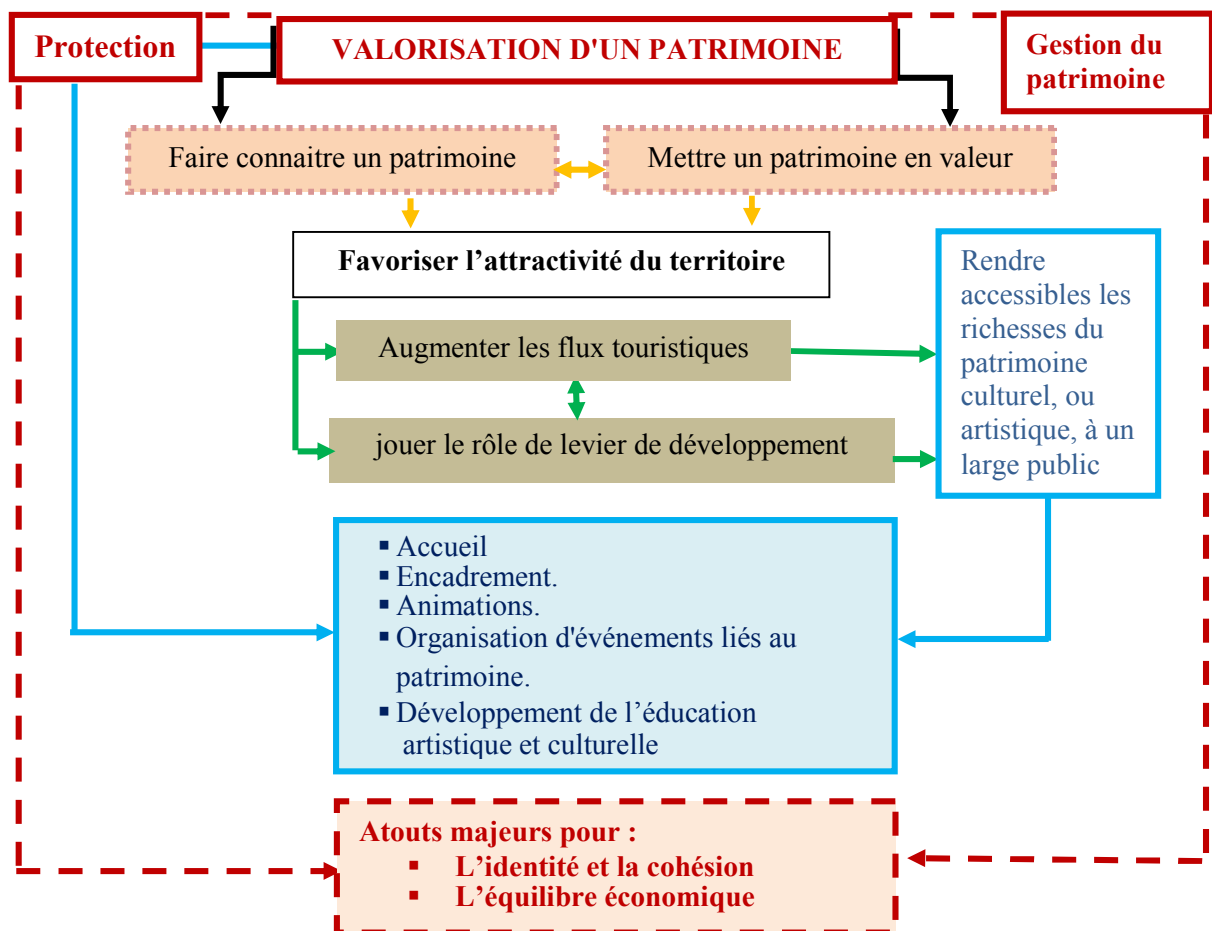 Protection
VALORISATION D'UN PATRIMOINE
Gestion du
patrimoine
Faire connaitre un patrimoine
Mettre un patrimoine en valeur
Favoriser l’attractivité du territoire
Augmenter les flux touristiques
jouer le rôle de levier de développement
Rendre
accessibles les
richesses du
patrimoine
culturel, ou
artistique, à un
large public
▪ Accueil
▪ Encadrement.
▪ Animations.
▪ Organisation d'événements liés au
patrimoine.
▪ Développement de l’éducation
artistique et culturelle
Atouts majeurs pour :
▪ L’identité et la cohésion
▪ L’équilibre économique